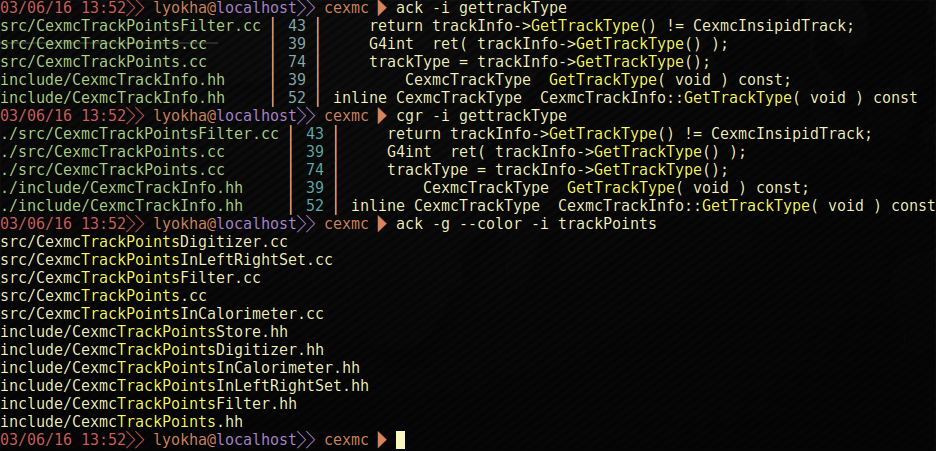 03/06/16 13:52>> lyokha@localhost>> cexmc ack -i gettrackType
src/CexmcTrackPointsFilter.cc | 43 | return trackInfo->GetTrackType() != CexmcInsipidTrack;
src/CexmcTrackPoints.cc | 39 | G4int ret( trackInfo->GetTrackType() );
src/CexmcTrackPoints.cc | 74 | trackType = trackInfo->GetTrackType();
include/CexmcTrackInfo.hh | 39 | CexmcTrackType GetTrackType( void ) const;
include/CexmcTrackInfo.hh | 52 | inline CexmcTrackType CexmcTrackInfo::GetTrackType( void ) const
03/06/16 13:52>> lyokha@localhost>> cexmc cgr -i gettrackType
./src/CexmcTrackPointsFilter.cc | 43 | return trackInfo->GetTrackType() != CexmcInsipidTrack;
./src/CexmcTrackPoints.cc | 39 | G4int ret( trackInfo->GetTrackType() );
./src/CexmcTrackPoints.cc | 74 | trackType = trackInfo->GetTrackType();
./include/CexmcTrackInfo.hh | 39 | CexmcTrackType GetTrackType( void ) const;
./include/CexmcTrackInfo.hh | 52 | inline CexmcTrackType CexmcTrackInfo::GetTrackType( void ) const
03/06/16 13:52>> lyokha@localhost>> cexmc ack -g --color -i trackPoints
src/CexmcTrackPointsDigitizer.cc
src/CexmcTrackPointsInLeftRightSet.cc
src/CexmcTrackPointsFilter.cc
src/CexmcTrackPoints.cc
src/CexmcTrackPointsInCalorimeter.cc
include/CexmcTrackPointsStore.hh
include/CexmcTrackPointsDigitizer.hh
include/CexmcTrackPointsInCalorimeter.hh
include/CexmcTrackPointsInLeftRightSet.hh
include/CexmcTrackPointsFilter.hh
include/CexmcTrackPoints.hh
03/06/16 13:52>> lyokha@localhost>> cexmc